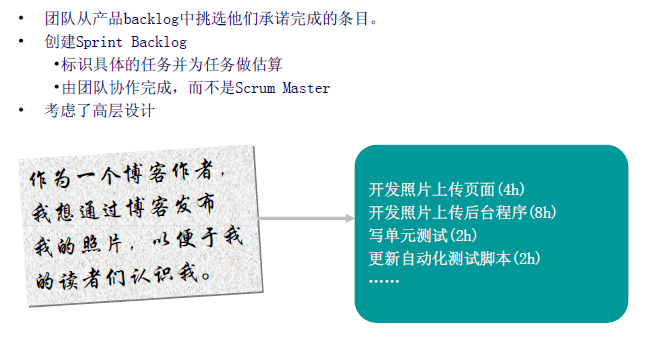 • 团队从产品backlog中挑选他们承诺完成的条目。
• 创建Sprint Backlog
•标识具体的任务并为任务做估算
•由团队协作完成，而不是Scrum Master
• 考虑了高层设计
作为一个博客作者，
我想通过博客发布
我的照片，以便于我
的读者们认识我。
开发照片上传页面(4h)
开发照片上传后台程序(8h)
写单元测试(2h)
更新自动化测试脚本(2h)
……